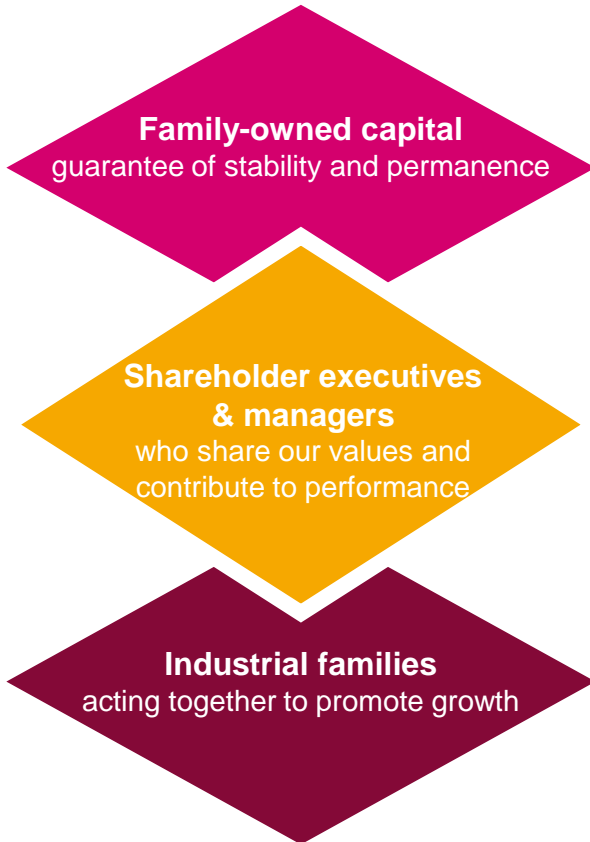 Family-owned capital
guarantee of stability and permanence
Shareholder executives
& managers
who share our values and
contribute to performance
Industrial families
acting together to promote growth